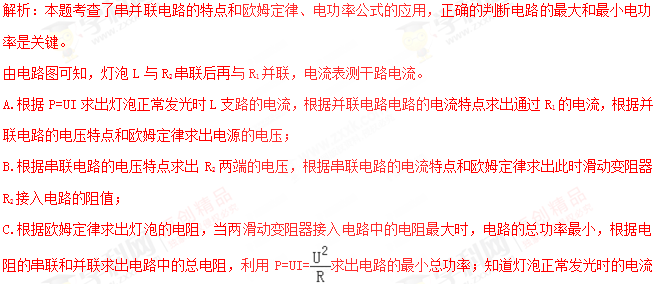 解析：本题考查了串并联电路的特点和欧姆定律、电功率公式的应用，正确的判断电路的最大和最小电功
率是关键。
由电路图可知，灯泡 L 与 R₂串联后再与 R₁并联，电流表测干路电流。
A.根据 P=UI 求出灯泡正常发光时 L 支路的电流，根据并联电路电路的电流特点求出通过 R₁的电流，根据并
联电路的电压特点和欧姆定律求出电源的电压；
B.根据串联电路的电压特点求出 R₂两端的电压，根据串联电路的电流特点和欧姆定律求出此时滑动变阻器
R₂接入电路的阻值；
C.根据欧姆定律求出灯泡的电阻，当两滑动变阻器接入电路中的电阻最大时，电路的总功率最小，根据电
阻的串联和并联求出电路中的总电阻，利用 P=UI=U²/R求出电路的最小总功率；知道灯泡正常发光时的电流